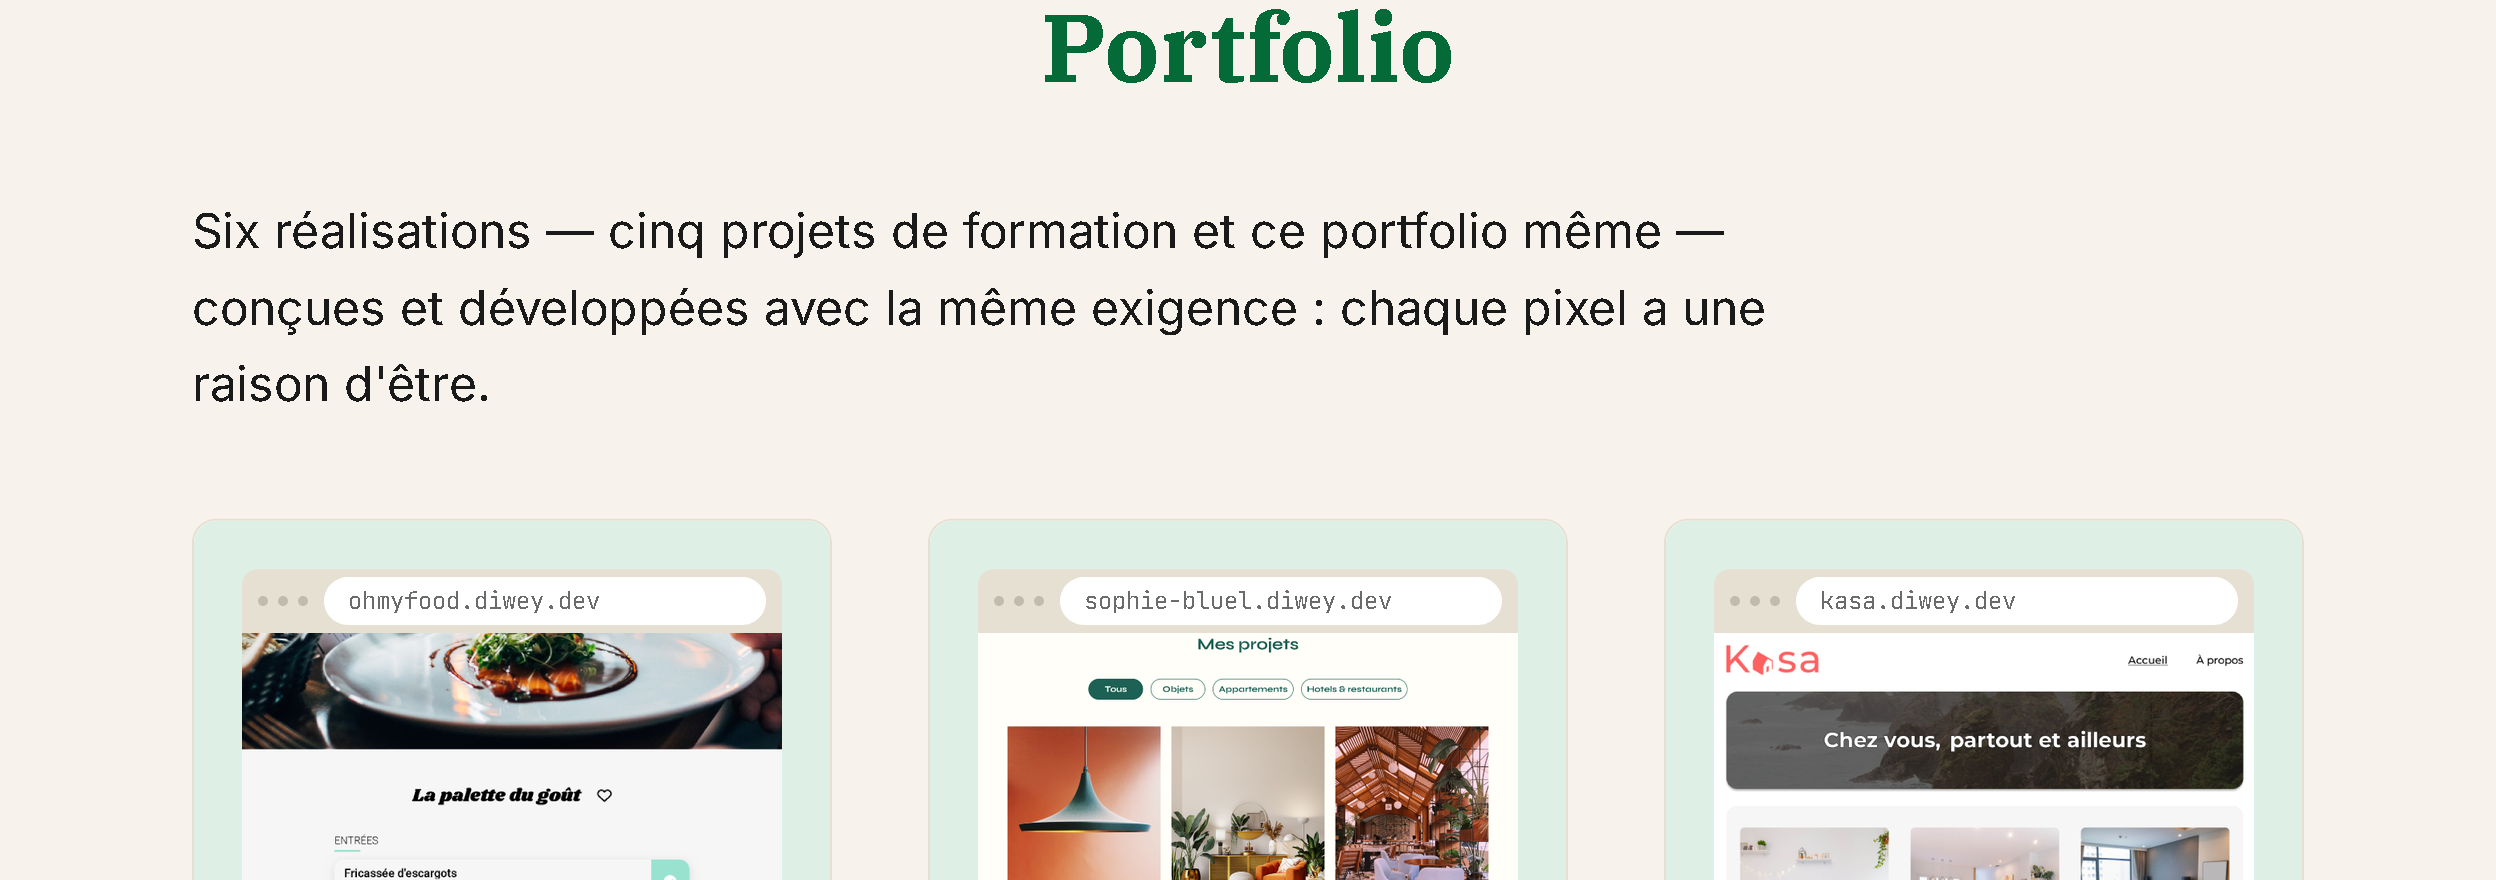 Portfolio
Six réalisations — cinq projets de formation et ce portfolio même —
conçues et développées avec la même exigence : chaque pixel a une
raison d'être.
ohmyfood.diwey.dev
La palette du goût
ENTRÉES
Fricassée d'escargots
sophie-bluel.diwey.dev
Mes projets
Tous Objets Appartements Hotels & restaurants
kasa.diwey.dev
Kasa Accueil À propos
Chez vous, partout et ailleurs